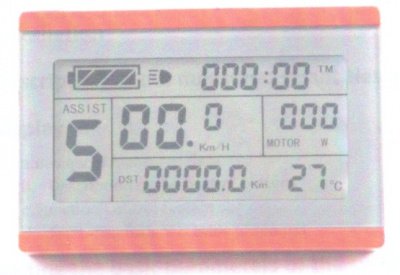 000:00 TM
ASSIST
5
00.0 Km/H
000
MOTOR W
DST 0000.0 Km
27 °C